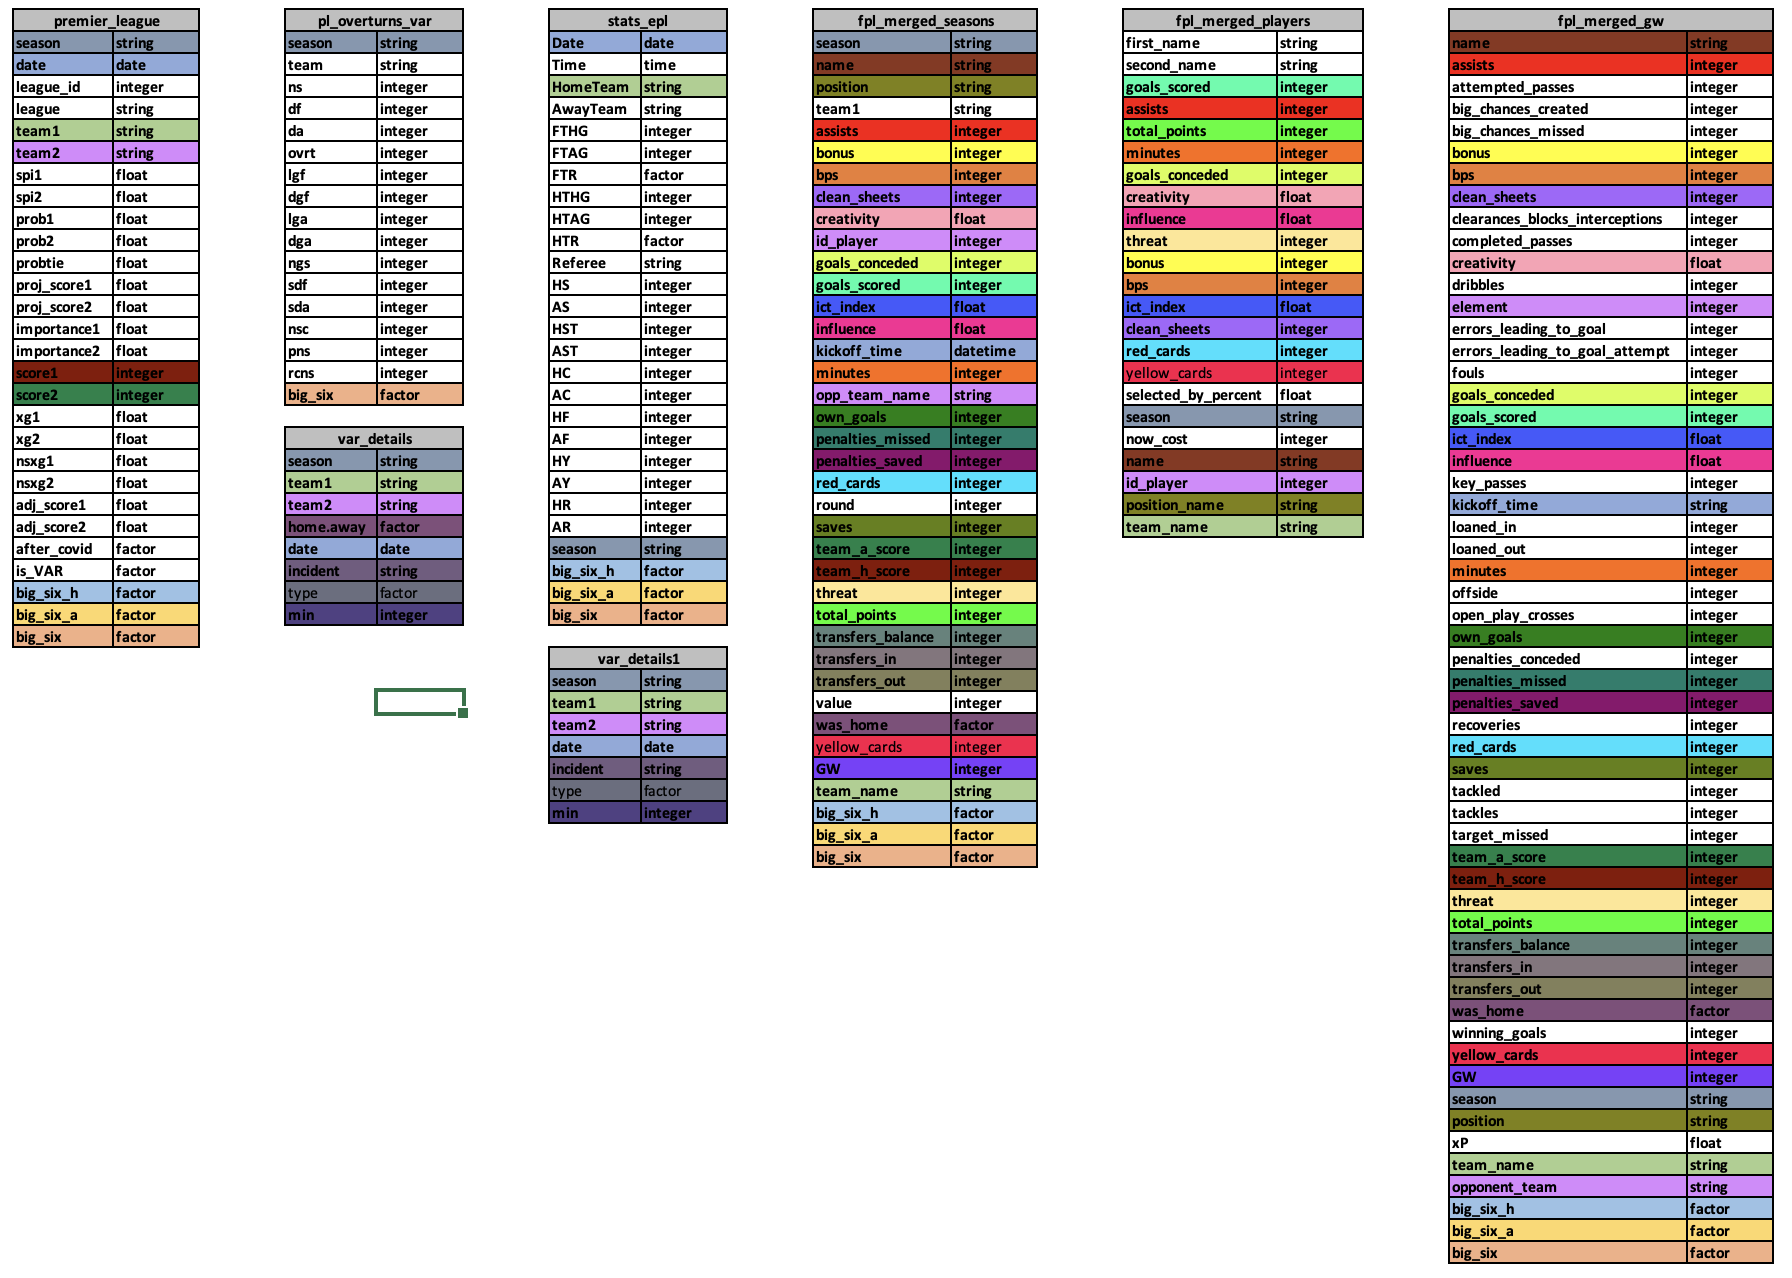 premier_league
season string
date date
league_id integer
league string
team1 string
team2 string
spi1 float
spi2 float
prob1 float
prob2 float
probtie float
proj_score1 float
proj_score2 float
importance1 float
importance2 float
score1 integer
score2 integer
xg1 float
xg2 float
nsxg1 float
nsxg2 float
adj_score1 float
adj_score2 float
after_covid factor
is_VAR factor
big_six_h factor
big_six_a factor
big_six factor
pl_overturns_var
season string
team string
ns integer
df integer
da integer
ovrt integer
lgf integer
dgf integer
lga integer
dga integer
ngs integer
sdf integer
sda integer
nsc integer
pns integer
rcns integer
big_six factor
var_details
season string
team1 string
team2 string
home.away factor
date date
incident string
type factor
min integer
stats_epl
Date date
Time time
HomeTeam string
AwayTeam string
FTHG integer
FTAG integer
FTR factor
HTHG integer
HTAG integer
HTR factor
Referee string
HS integer
AS integer
HST integer
AST integer
HC integer
AC integer
HF integer
AF integer
HY integer
AY integer
HR integer
AR integer
season string
big_six_h factor
big_six_a factor
big_six factor
var_details1
season string
team1 string
team2 string
date date
incident string
type factor
min integer
fpl_merged_seasons
season string
name string
position string
team1 string
assists integer
bonus integer
bps integer
clean_sheets integer
creativity float
id_player integer
goals_conceded integer
goals_scored integer
ict_index float
influence float
kickoff_time datetime
minutes integer
opp_team_name string
own_goals integer
penalties_missed integer
penalties_saved integer
red_cards integer
round integer
saves integer
team_a_score integer
team_h_score integer
threat integer
total_points integer
transfers_balance integer
transfers_in integer
transfers_out integer
value integer
was_home factor
yellow_cards integer
GW integer
team_name string
big_six_h factor
big_six_a factor
big_six factor
fpl_merged_players
first_name string
second_name string
goals_scored integer
assists integer
total_points integer
minutes integer
goals_conceded integer
creativity float
influence float
threat integer
bonus integer
bps integer
ict_index float
clean_sheets integer
red_cards integer
yellow_cards integer
selected_by_percent float
season string
now_cost integer
name string
id_player integer
position_name string
team_name string
fpl_merged_gw
name string
assists integer
attempted_passes integer
big_chances_created integer
big_chances_missed integer
bonus integer
bps integer
clean_sheets integer
clearances_blocks_interceptions integer
completed_passes integer
creativity float
dribbles integer
element integer
errors_leading_to_goal integer
errors_leading_to_goal_attempt integer
fouls integer
goals_conceded integer
goals_scored integer
ict_index float
influence float
key_passes integer
kickoff_time string
loaned_in integer
loaned_out integer
minutes integer
offside integer
open_play_crosses integer
own_goals integer
penalties_conceded integer
penalties_missed integer
penalties_saved integer
recoveries integer
red_cards integer
saves integer
tackled integer
tackles integer
target_missed integer
team_a_score integer
team_h_score integer
threat integer
total_points integer
transfers_balance integer
transfers_in integer
transfers_out integer
was_home factor
winning_goals integer
yellow_cards integer
GW integer
season string
position string
xP float
team_name string
opponent_team string
big_six_h factor
big_six_a factor
big_six factor